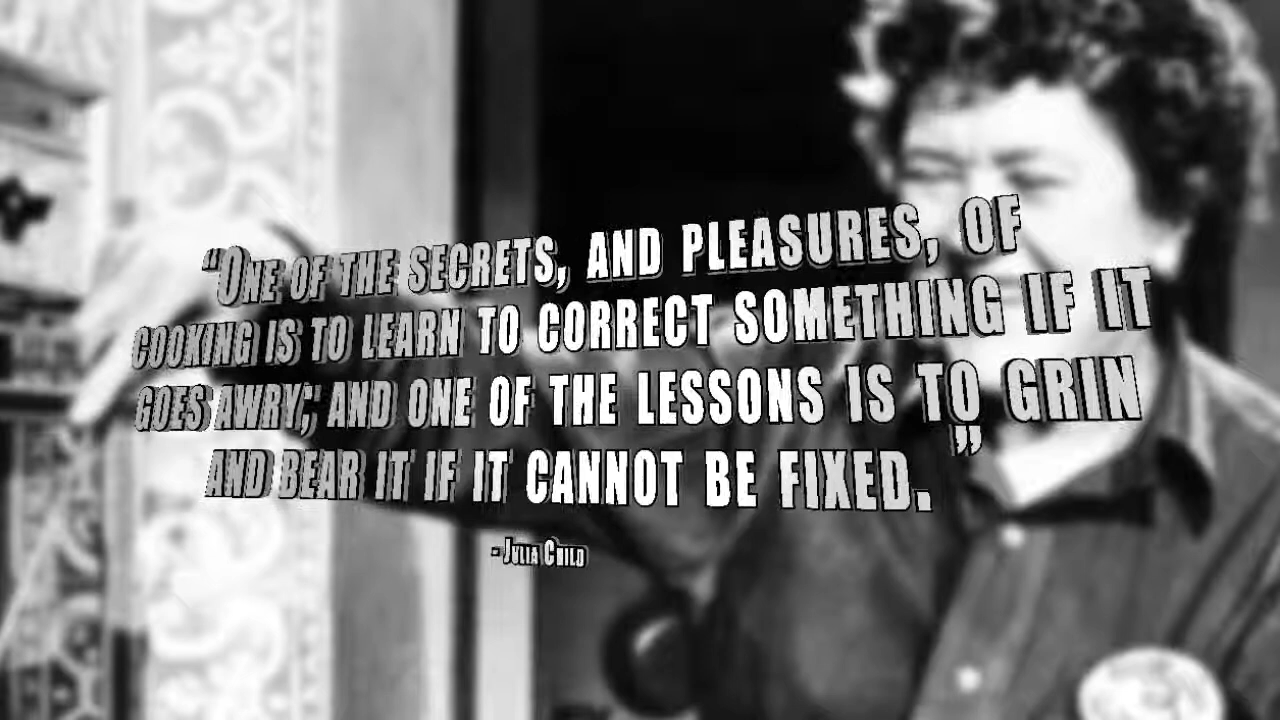 “One of the secrets, and pleasures, of
cooking is to learn to correct something if it
goes awry; and one of the lessons is to grin
and bear it if it cannot be fixed.”
- Julia Child